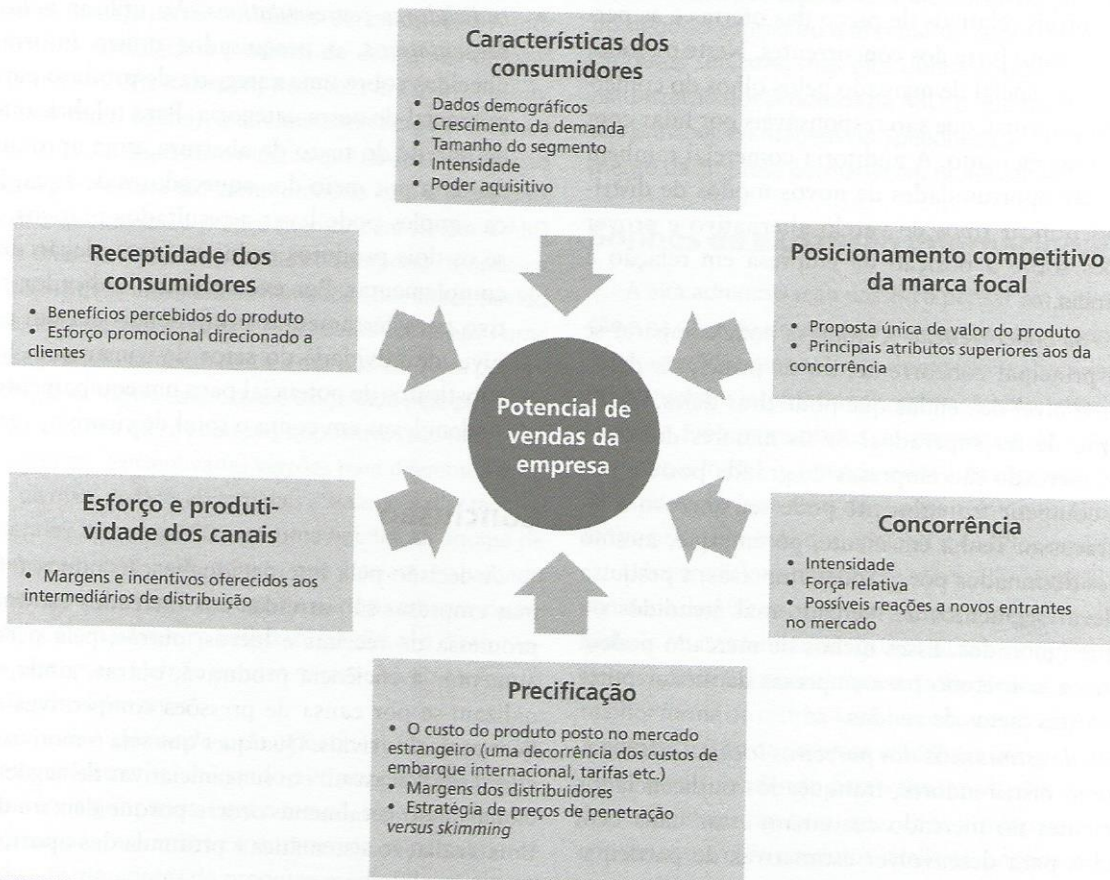 Características dos
consumidores
• Dados demográficos
• Crescimento da demanda
• Tamanho do segmento
• Intensidade
• Poder aquisitivo
Receptidade dos
consumidores
• Benefícios percebidos do produto
• Esforço promocional direcionado a
clientes
Posicionamento competitivo
da marca focal
• Proposta única de valor do produto
• Principais atributos superiores aos da
concorrência
Potencial de
vendas da
empresa
Esforço e produti-
vidade dos canais
• Margens e incentivos oferecidos aos
intermediários de distribuição
Concorrência
• Intensidade
• Força relativa
• Possíveis reações a novos entrantes
no mercado
Precificação
• O custo do produto posto no mercado
estrangeiro (uma decorrência dos custos de
embarque internacional, tarifas etc.)
• Margens dos distribuidores
• Estratégia de preços de penetração
versus skimming